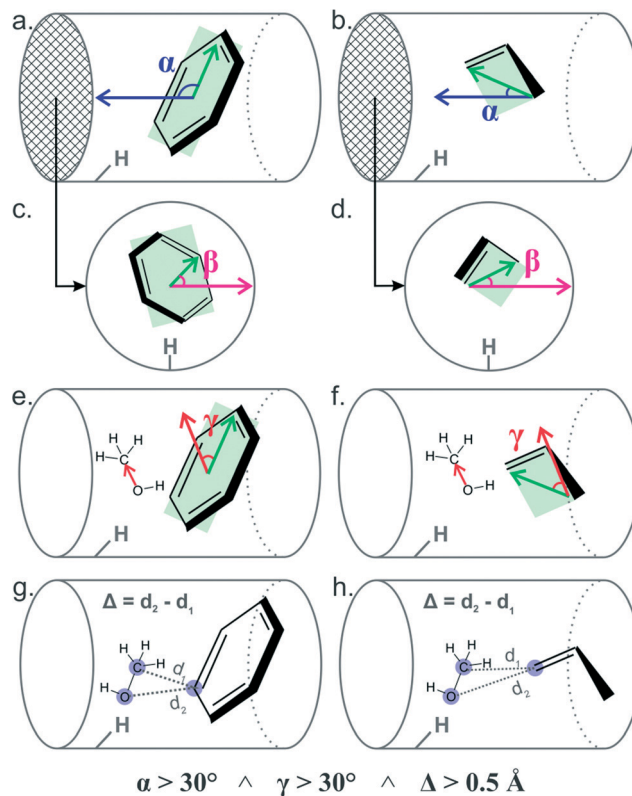 a.
α
H
b.
α
c.
β
H
d.
β
H
e.
γ
H
H
H
C
O
H
H
f.
γ
H
H
H
C
O
H
g.
Δ = d₂ - d₁
H
H
C
H
H
O
d₁
d₂
H
h.
Δ = d₂ - d₁
H
H
C
H
H
O
d₁
d₂
H
α > 30° ∧ γ > 30° ∧ Δ > 0.5 Å